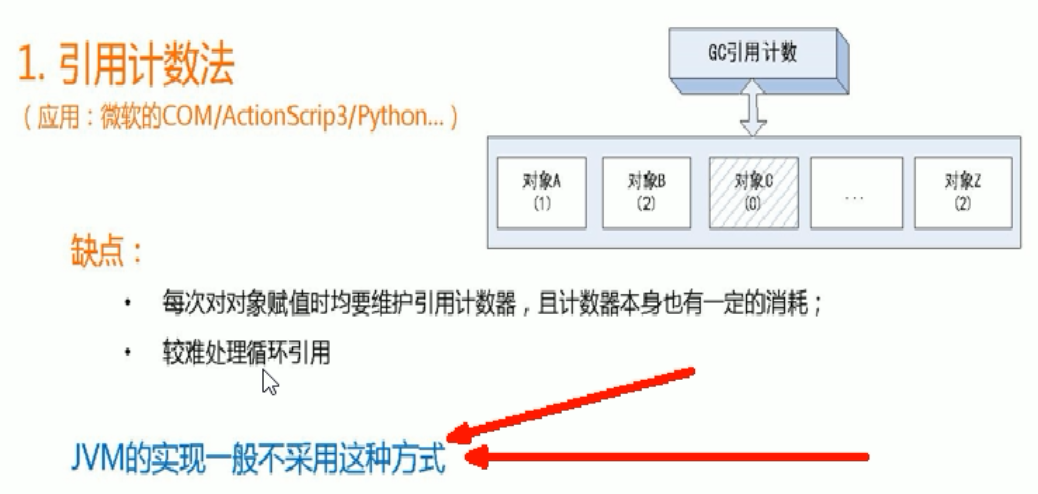 1. 引用计数法
（应用：微软的COM/ActionScrip3/Python...）
GC引用计数
对象A
(1)
对象B
(2)
对象C
(0)
...
对象Z
(2)
缺点：
• 每次对对象赋值时均要维护引用计数器，且计数器本身也有一定的消耗；
• 较难处理循环引用
JVM的实现一般不采用这种方式